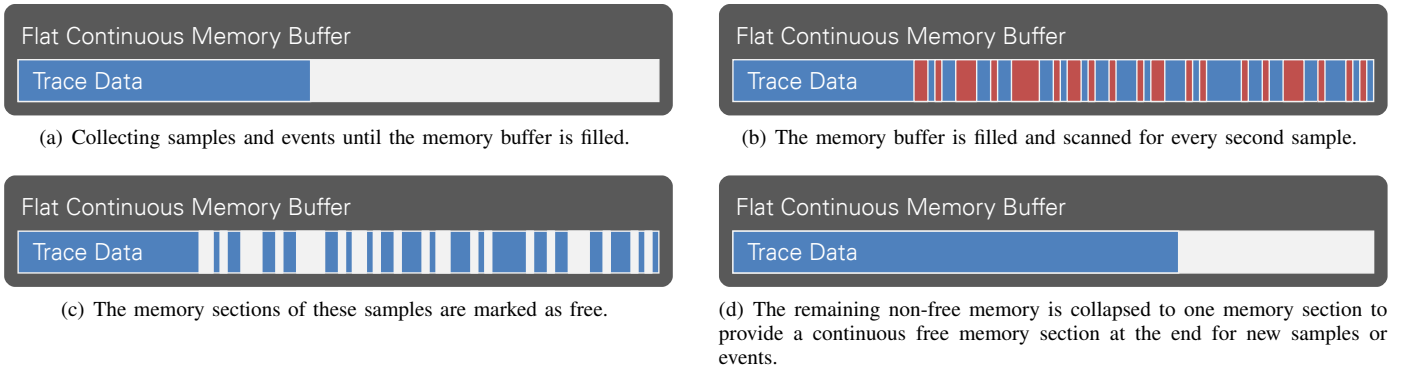 Flat Continuous Memory Buffer
Trace Data
(a) Collecting samples and events until the memory buffer is filled.
Flat Continuous Memory Buffer
Trace Data
(b) The memory buffer is filled and scanned for every second sample.
Flat Continuous Memory Buffer
Trace Data
(c) The memory sections of these samples are marked as free.
Flat Continuous Memory Buffer
Trace Data
(d) The remaining non-free memory is collapsed to one memory section to
provide a continuous free memory section at the end for new samples or
events.